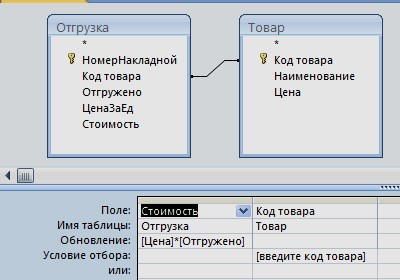 Отгрузка
*
НомерНакладной
Код товара
Отгружено
ЦенаЗаЕд
Стоимость
Товар
*
Код товара
Наименование
Цена
Поле: Стоимость Код товара
Имя таблицы: Отгрузка Товар
Обновление: [Цена]*[Отгружено]
Условие отбора: [введите код товара]
или: